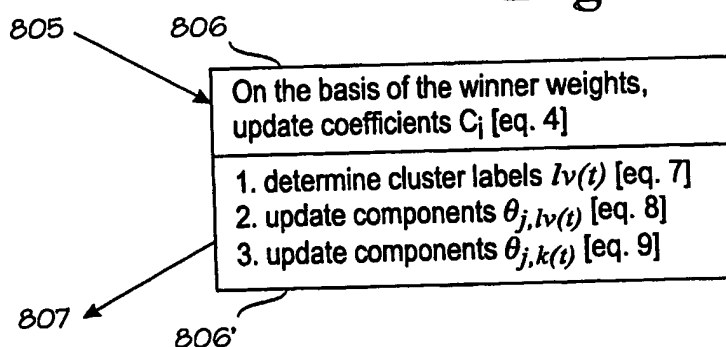 805
806
On the basis of the winner weights,
update coefficients Ci [eq. 4]
1. determine cluster labels lv(t) [eq. 7]
2. update components θj,lv(t) [eq. 8]
3. update components θj,k(t) [eq. 9]
807
806'